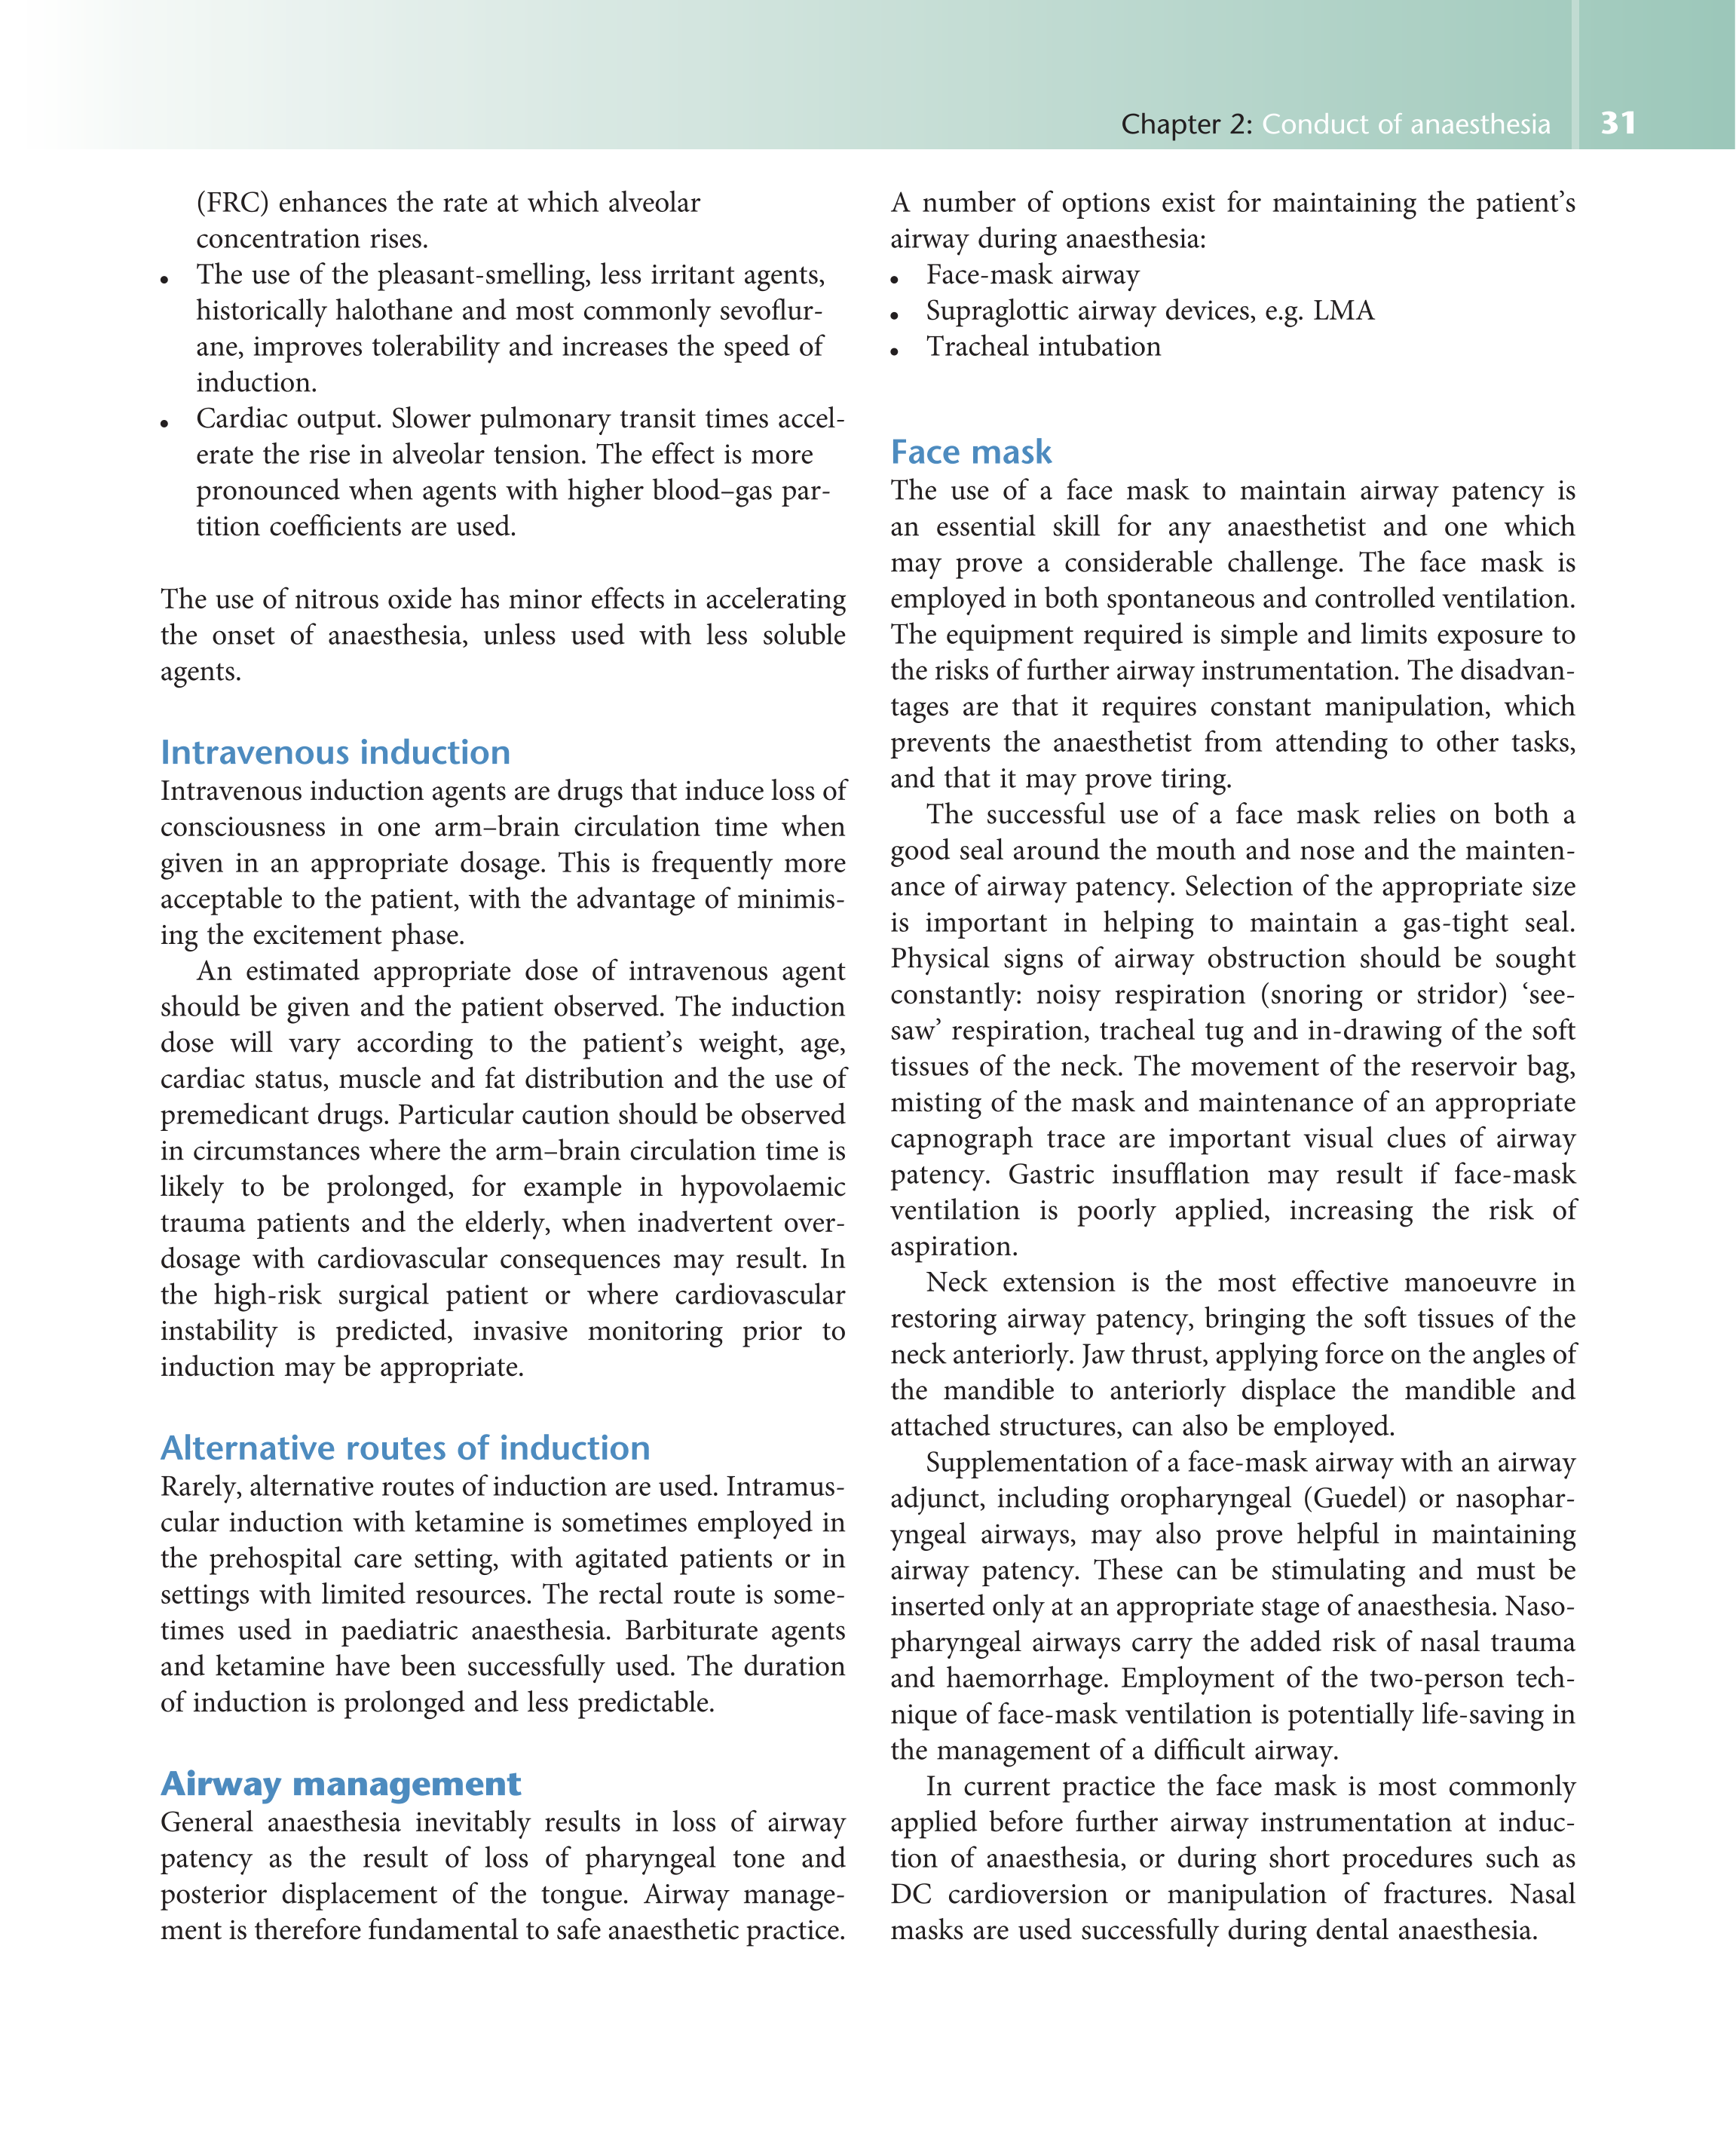 Chapter 2: Conduct of anaesthesia 31
(FRC) enhances the rate at which alveolar
concentration rises.
• The use of the pleasant-smelling, less irritant agents,
historically halothane and most commonly sevoflur-
ane, improves tolerability and increases the speed of
induction.
• Cardiac output. Slower pulmonary transit times accel-
erate the rise in alveolar tension. The effect is more
pronounced when agents with higher blood–gas par-
tition coefficients are used.
The use of nitrous oxide has minor effects in accelerating
the onset of anaesthesia, unless used with less soluble
agents.
Intravenous induction
Intravenous induction agents are drugs that induce loss of
consciousness in one arm–brain circulation time when
given in an appropriate dosage. This is frequently more
acceptable to the patient, with the advantage of minimis-
ing the excitement phase.
An estimated appropriate dose of intravenous agent
should be given and the patient observed. The induction
dose will vary according to the patient's weight, age,
cardiac status, muscle and fat distribution and the use of
premedicant drugs. Particular caution should be observed
in circumstances where the arm–brain circulation time is
likely to be prolonged, for example in hypovolaemic
trauma patients and the elderly, when inadvertent over-
dosage with cardiovascular consequences may result. In
the high-risk surgical patient or where cardiovascular
instability is predicted, invasive monitoring prior to
induction may be appropriate.
Alternative routes of induction
Rarely, alternative routes of induction are used. Intramus-
cular induction with ketamine is sometimes employed in
the prehospital care setting, with agitated patients or in
settings with limited resources. The rectal route is some-
times used in paediatric anaesthesia. Barbiturate agents
and ketamine have been successfully used. The duration
of induction is prolonged and less predictable.
Airway management
General anaesthesia inevitably results in loss of airway
patency as the result of loss of pharyngeal tone and
posterior displacement of the tongue. Airway manage-
ment is therefore fundamental to safe anaesthetic practice.
A number of options exist for maintaining the patient's
airway during anaesthesia:
• Face-mask airway
• Supraglottic airway devices, e.g. LMA
• Tracheal intubation
Face mask
The use of a face mask to maintain airway patency is
an essential skill for any anaesthetist and one which
may prove a considerable challenge. The face mask is
employed in both spontaneous and controlled ventilation.
The equipment required is simple and limits exposure to
the risks of further airway instrumentation. The disadvan-
tages are that it requires constant manipulation, which
prevents the anaesthetist from attending to other tasks,
and that it may prove tiring.
The successful use of a face mask relies on both a
good seal around the mouth and nose and the mainten-
ance of airway patency. Selection of the appropriate size
is important in helping to maintain a gas-tight seal.
Physical signs of airway obstruction should be sought
constantly: noisy respiration (snoring or stridor) ‘see-
saw’ respiration, tracheal tug and in-drawing of the soft
tissues of the neck. The movement of the reservoir bag,
misting of the mask and maintenance of an appropriate
capnograph trace are important visual clues of airway
patency. Gastric insufflation may result if face-mask
ventilation is poorly applied, increasing the risk of
aspiration.
Neck extension is the most effective manoeuvre in
restoring airway patency, bringing the soft tissues of the
neck anteriorly. Jaw thrust, applying force on the angles of
the mandible to anteriorly displace the mandible and
attached structures, can also be employed.
Supplementation of a face-mask airway with an airway
adjunct, including oropharyngeal (Guedel) or nasophar-
yngeal airways, may also prove helpful in maintaining
airway patency. These can be stimulating and must be
inserted only at an appropriate stage of anaesthesia. Naso-
pharyngeal airways carry the added risk of nasal trauma
and haemorrhage. Employment of the two-person tech-
nique of face-mask ventilation is potentially life-saving in
the management of a difficult airway.
In current practice the face mask is most commonly
applied before further airway instrumentation at induc-
tion of anaesthesia, or during short procedures such as
DC cardioversion or manipulation of fractures. Nasal
masks are used successfully during dental anaesthesia.